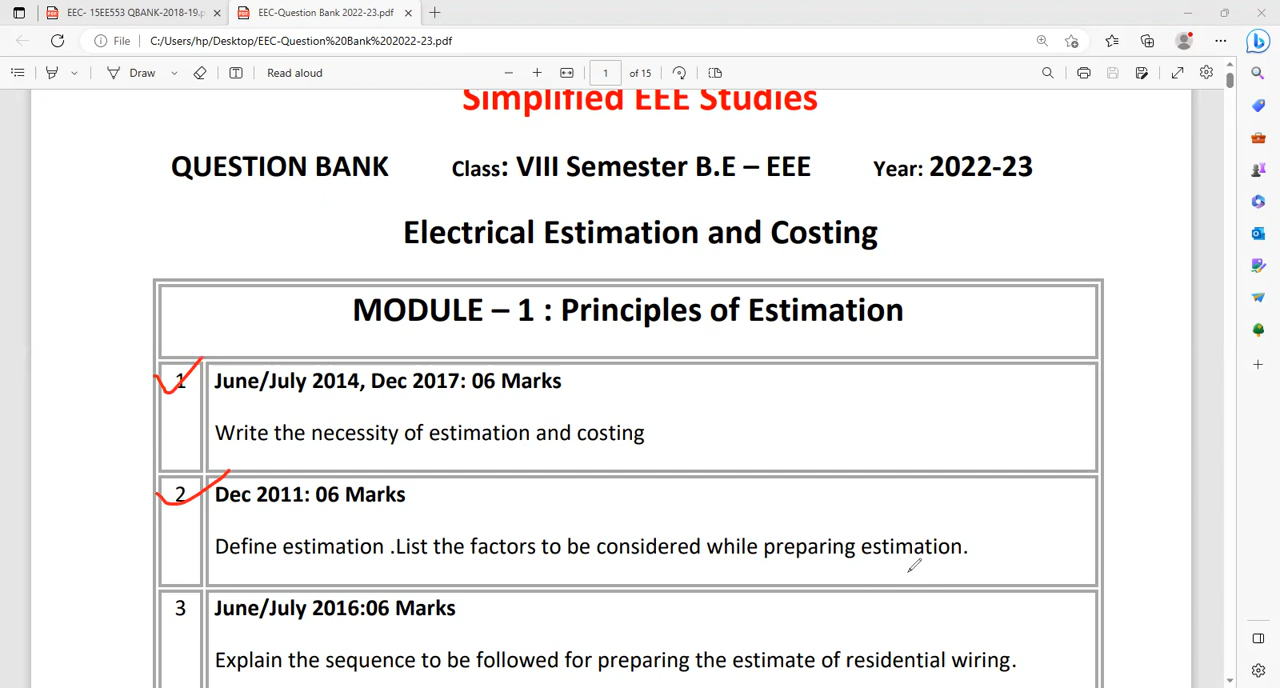 EEC- 15EE553 QBANK-2018-19.p
EEC-Question Bank 2022-23.pdf
File
C:/Users/hp/Desktop/EEC-Question%20Bank%202022-23.pdf
Draw
Read aloud
1
of 15
Simplified EEE Studies
QUESTION BANK Class: VIII Semester B.E – EEE Year: 2022-23
Electrical Estimation and Costing
MODULE – 1 : Principles of Estimation
1 June/July 2014, Dec 2017: 06 Marks
Write the necessity of estimation and costing
2 Dec 2011: 06 Marks
Define estimation .List the factors to be considered while preparing estimation.
3 June/July 2016:06 Marks
Explain the sequence to be followed for preparing the estimate of residential wiring.